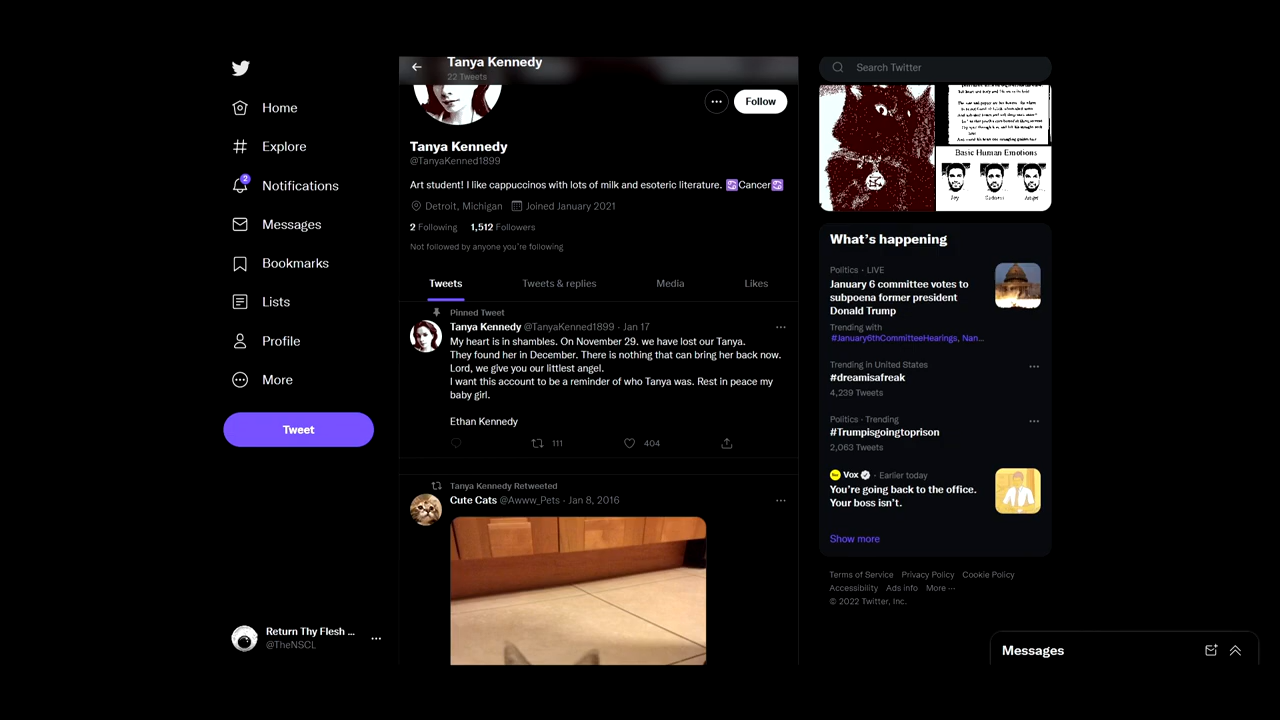 Home
Explore
2
Notifications
Messages
Bookmarks
Lists
Profile
More
Tweet
Return Thy Flesh ...
@TheNSCL
Tanya Kennedy
22 Tweets
Follow
Tanya Kennedy
@TanyaKenned1899
Art student! I like cappuccinos with lots of milk and esoteric literature. ♋Cancer♋
Detroit, Michigan Joined January 2021
2 Following 1,512 Followers
Not followed by anyone you're following
Tweets Tweets & replies Media Likes
Pinned Tweet
Tanya Kennedy @TanyaKenned1899 · Jan 17
My heart is in shambles. On November 29. we have lost our Tanya.
They found her in December. There is nothing that can bring her back now.
Lord, we give you our littlest angel.
I want this account to be a reminder of who Tanya was. Rest in peace my
baby girl.
Ethan Kennedy
111 404
Tanya Kennedy Retweeted
Cute Cats @Awww_Pets · Jan 8, 2016
Search Twitter
Basic Human Emotions
Joy Sadness Anger
What's happening
Politics · LIVE
January 6 committee votes to
subpoena former president
Donald Trump
Trending with
#January6thCommitteeHearings, Nan...
Trending in United States
#dreamisafreak
4,239 Tweets
Politics · Trending
#Trumpisgoingtoprison
2,063 Tweets
Vox · Earlier today
You're going back to the office.
Your boss isn't.
Show more
Terms of Service Privacy Policy Cookie Policy
Accessibility Ads info More ...
© 2022 Twitter, Inc.
Messages